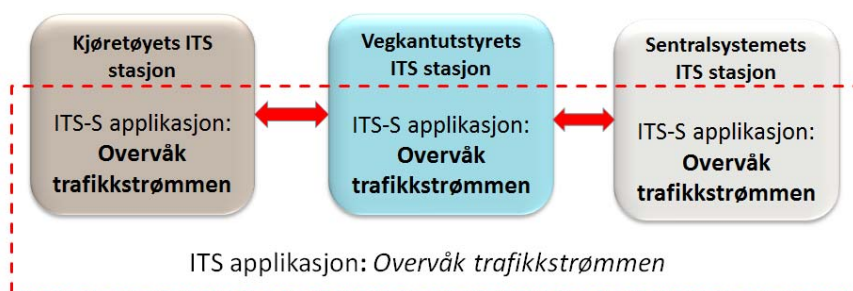 Kjøretøyets ITS
stasjon
ITS-S applikasjon:
Overvåk
trafikkstrømmen
Vegkantutstyrets
ITS stasjon
ITS-S applikasjon:
Overvåk
trafikkstrømmen
Sentralsystemets
ITS stasjon
ITS-S applikasjon:
Overvåk
trafikkstrømmen
ITS applikasjon: Overvåk trafikkstrømmen